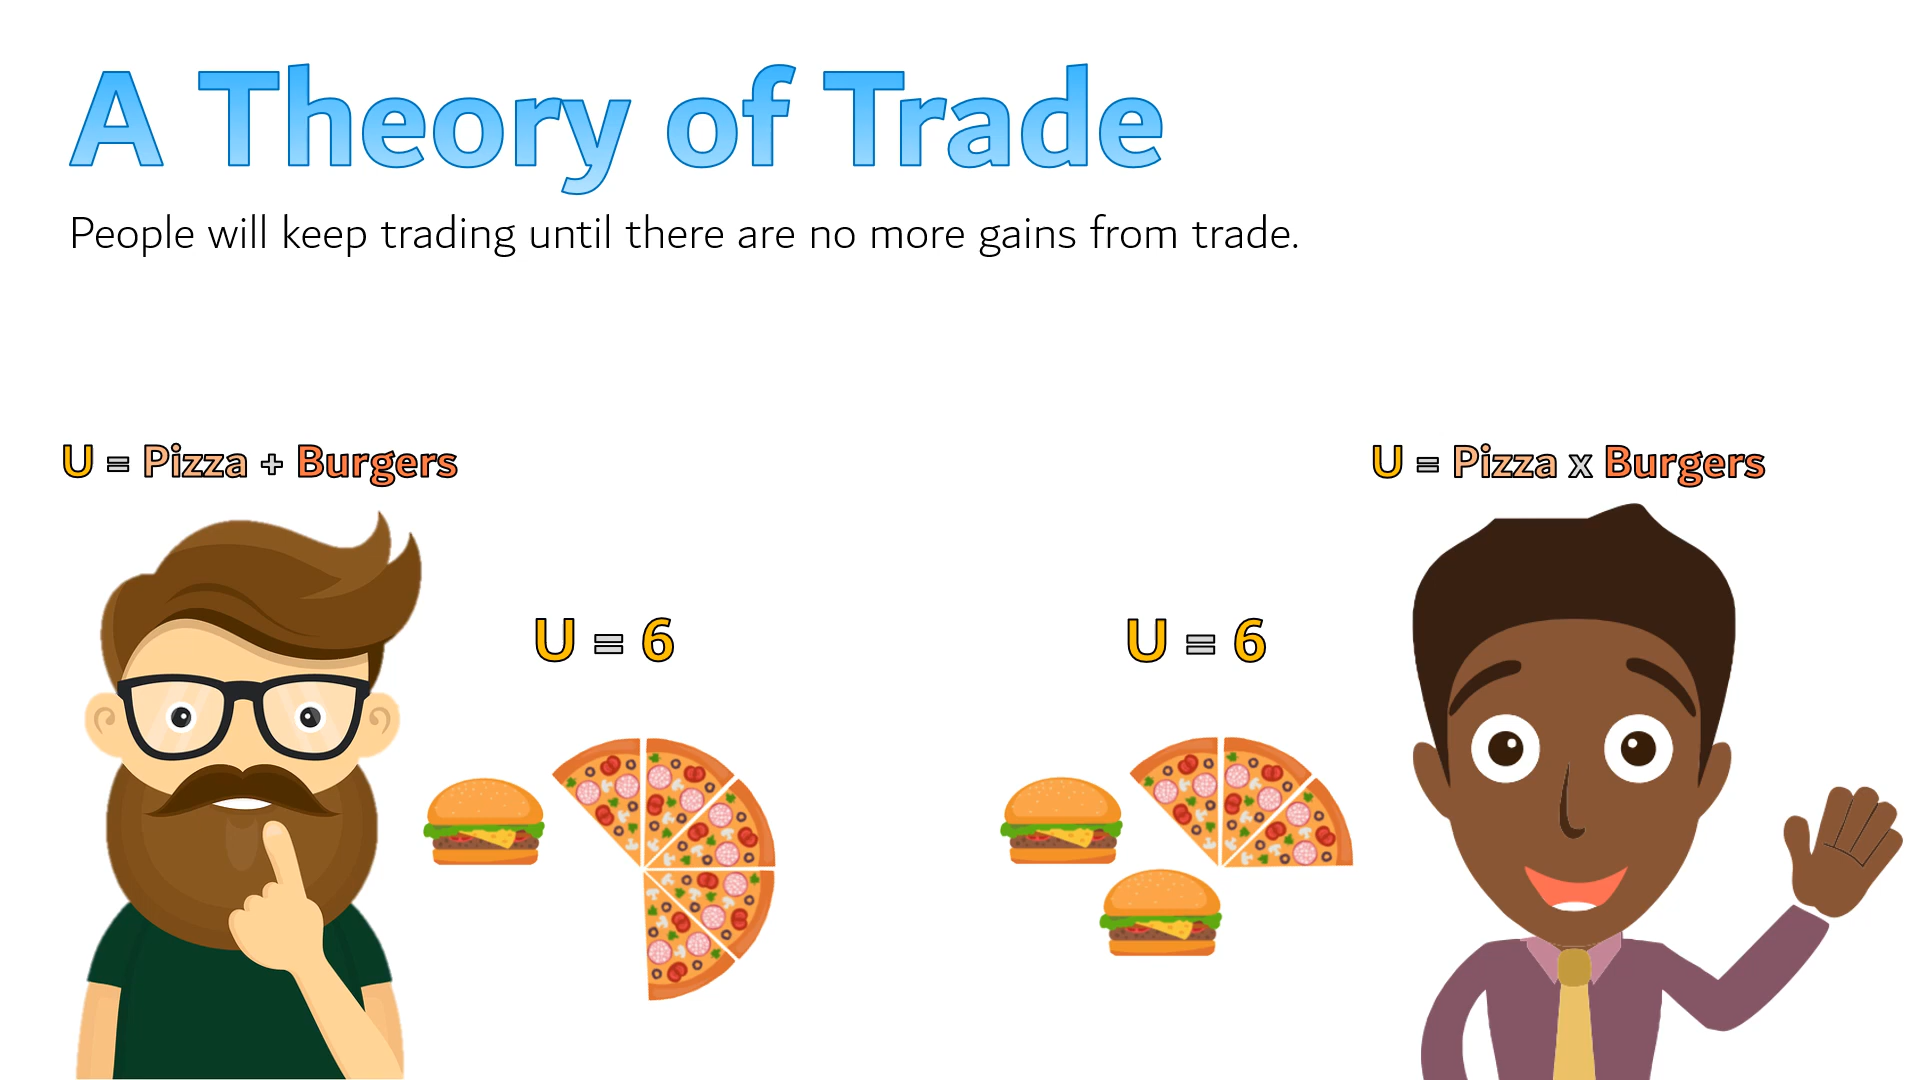 A Theory of Trade
People will keep trading until there are no more gains from trade.
U = Pizza + Burgers
U = Pizza x Burgers
U = 6
U = 6